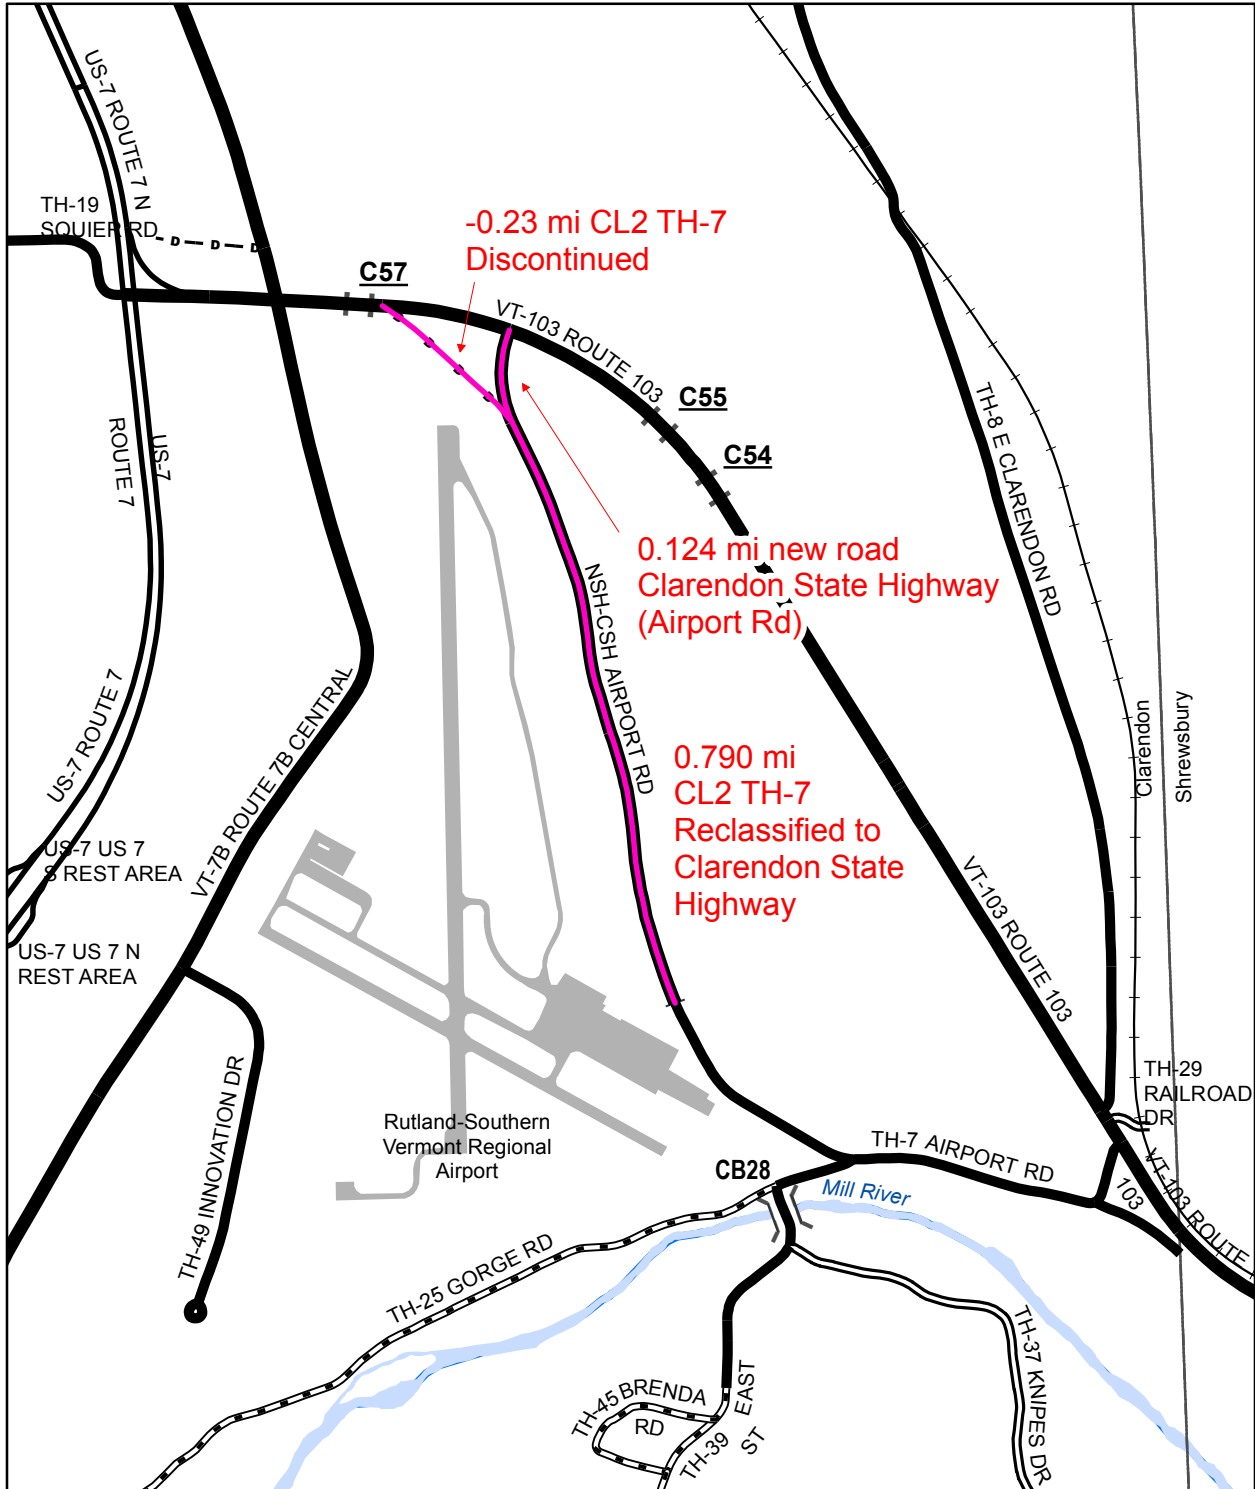 US-7 ROUTE 7 N
TH-19
SQUIER RD
D
D
D
-0.23 mi CL2 TH-7
Discontinued
C57
VT-103 ROUTE 103
C55
C54
TH-8 E CLARENDON RD
US-7
ROUTE 7
0.124 mi new road
Clarendon State Highway
(Airport Rd)
NSH-CSH AIRPORT RD
US-7 ROUTE 7
VT-7B ROUTE 7B CENTRAL
Clarendon
Shrewsbury
0.790 mi
CL2 TH-7
Reclassified to
Clarendon State
Highway
US-7 US 7
S REST AREA
US-7 US 7 N
REST AREA
VT-103 ROUTE 103
TH-29
RAILROAD
DR
TH-49 INNOVATION DR
Rutland-Southern
Vermont Regional
Airport
TH-7 AIRPORT RD
CB28
Mill River
VT-103 ROUTE
103
TH-25 GORGE RD
TH-37 KNIPES DR
TH-45 BRENDA
RD
TH-39
EAST
ST